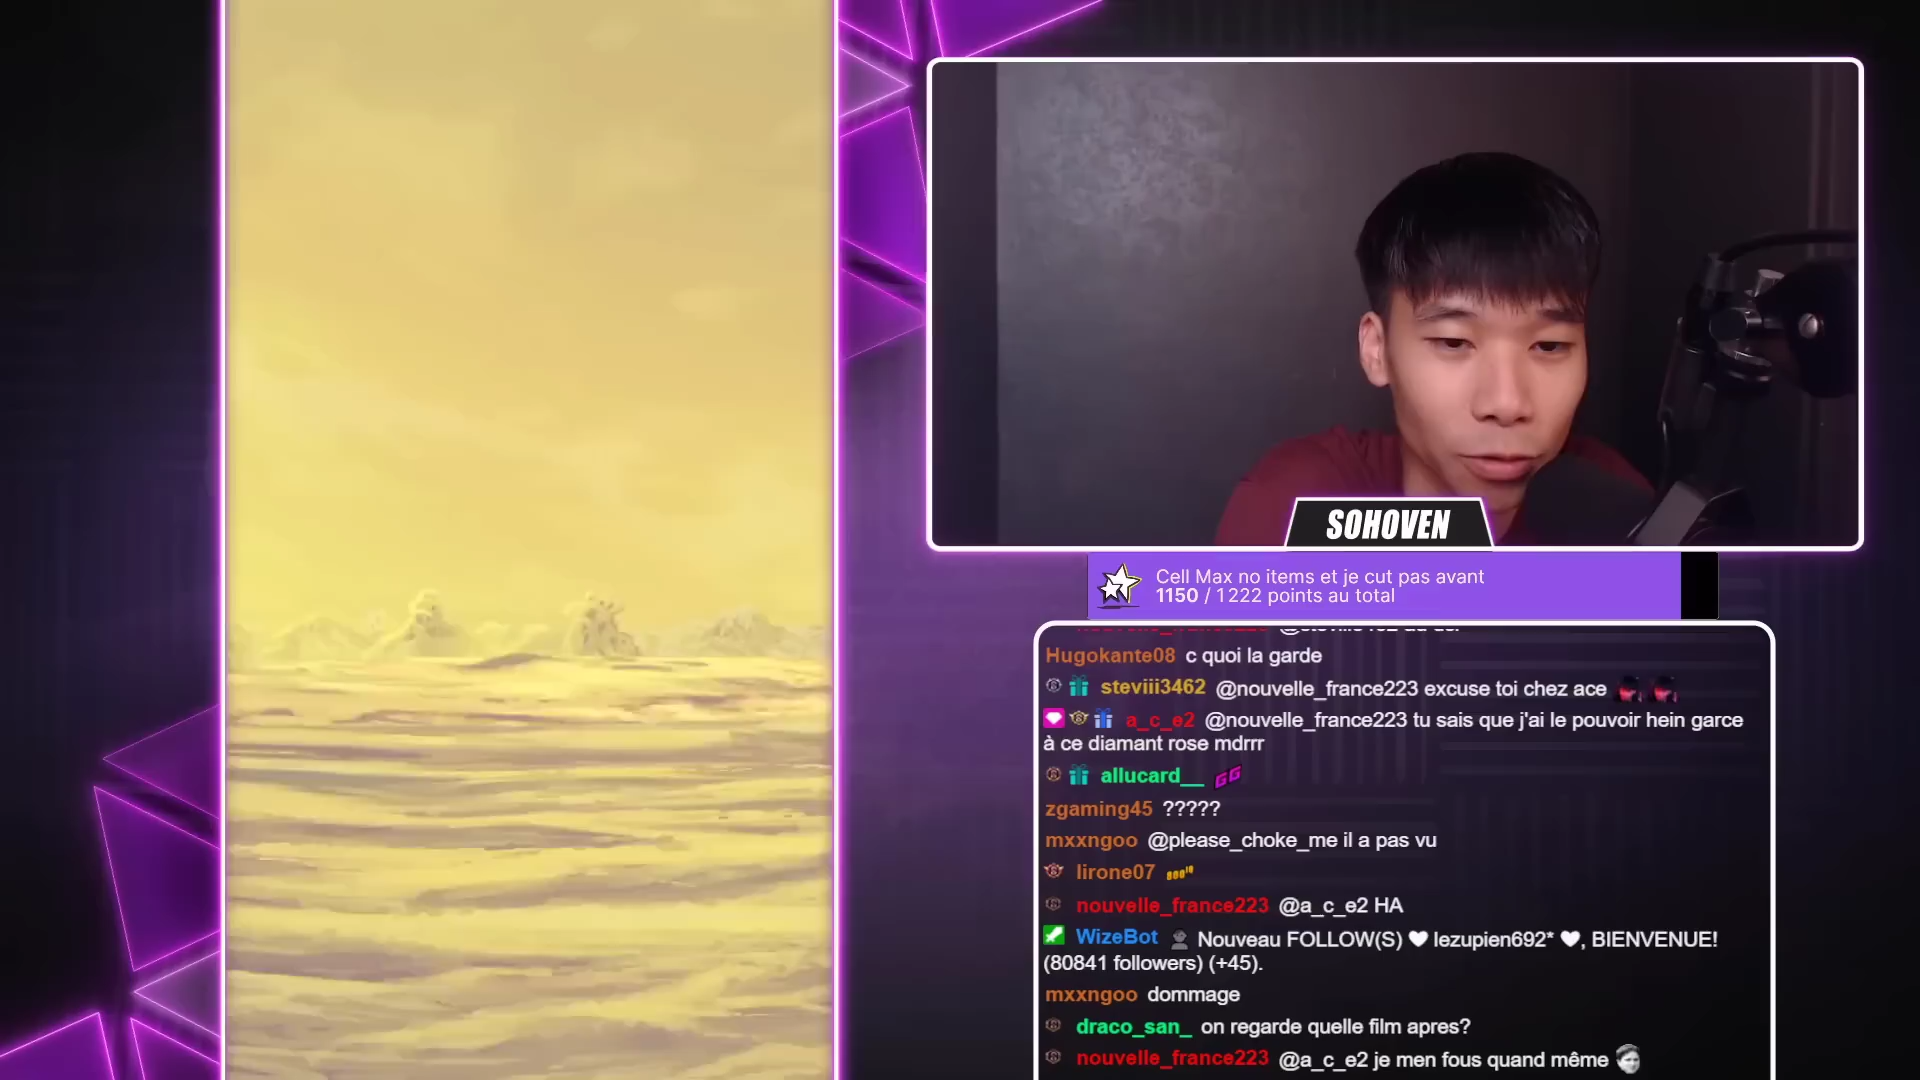 SOHOVEN
Cell Max no items et je cut pas avant
1150 / 1222 points au total
Hugokante08 c quoi la garde
steviii3462 @nouvelle_france223 excuse toi chez ace
a_c_e2 @nouvelle_france223 tu sais que j'ai le pouvoir hein garce
à ce diamant rose mdrrr
allucard__ GG
zgaming45 ?????
mxxngoo @please_choke_me il a pas vu
lirone07
nouvelle_france223 @a_c_e2 HA
WizeBot Nouveau FOLLOW(S) ♥ lezupien692* ♥, BIENVENUE!
(80841 followers) (+45).
mxxngoo dommage
draco_san_ on regarde quelle film apres?
nouvelle_france223 @a_c_e2 je men fous quand même